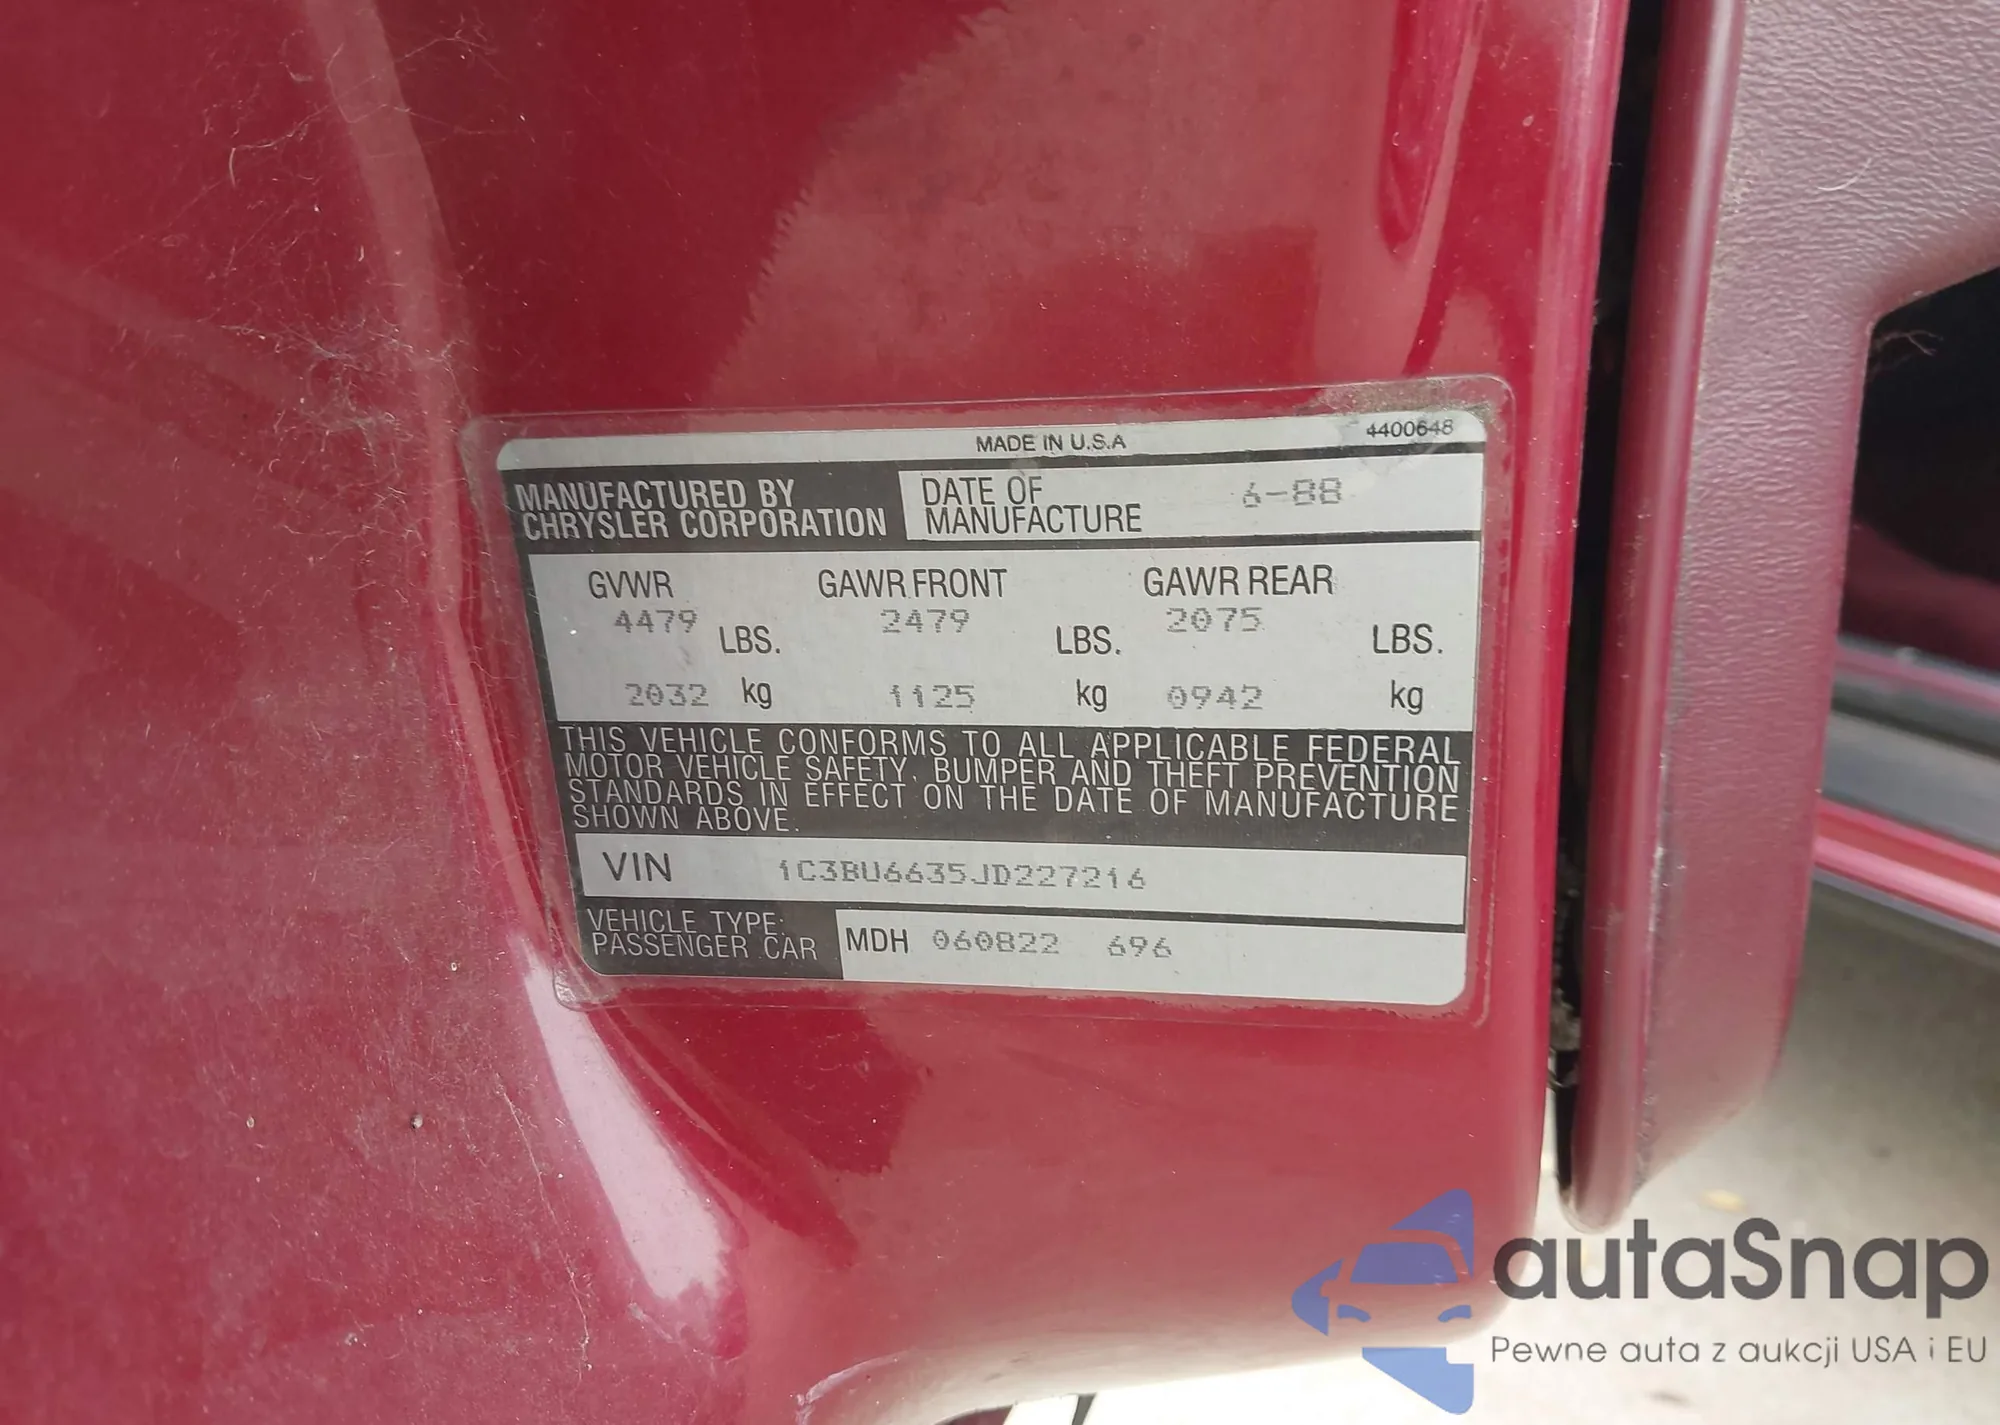 MADE IN U.S.A
4400648
MANUFACTURED BY
CHRYSLER CORPORATION
DATE OF
MANUFACTURE
6-88
GVWR GAWR FRONT GAWR REAR
4479 LBS. 2479 LBS. 2075 LBS.
2032 kg 1125 kg 0942 kg
THIS VEHICLE CONFORMS TO ALL APPLICABLE FEDERAL
MOTOR VEHICLE SAFETY, BUMPER AND THEFT PREVENTION
STANDARDS IN EFFECT ON THE DATE OF MANUFACTURE
SHOWN ABOVE.
VIN 1C3BU6635JD227216
VEHICLE TYPE:
PASSENGER CAR
MDH 060822 696
autaSnap
Pewne auta z aukcji USA i EU